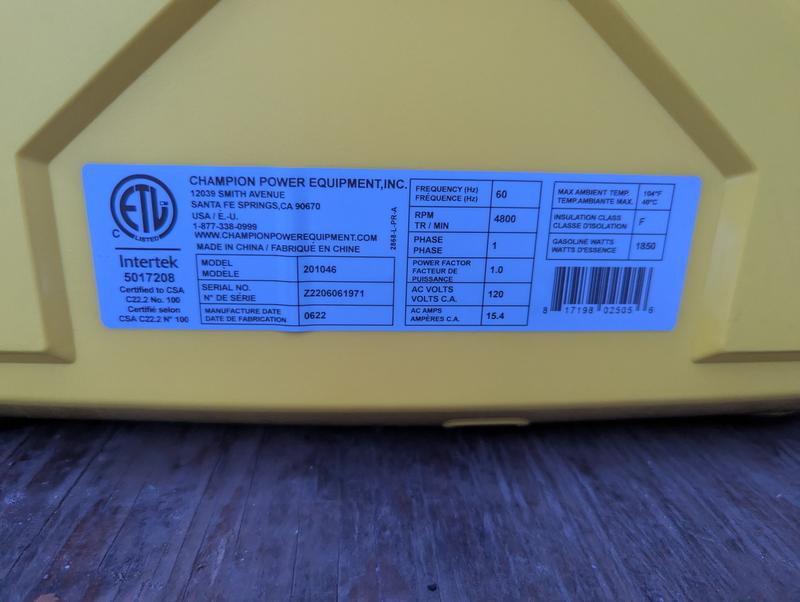 ETL CM
C LISTED
Intertek
5017208
Certified to CSA
C22.2 No. 100
Certifié selon
CSA C22.2 N° 100
CHAMPION POWER EQUIPMENT,INC.
12039 SMITH AVENUE
SANTA FE SPRINGS,CA 90670
USA / É.-U.
1-877-338-0999
WWW.CHAMPIONPOWEREQUIPMENT.COM
MADE IN CHINA / FABRIQUÉ EN CHINE
2868-L-PR-A
MODEL
MODÈLE
201046
SERIAL NO.
N° DE SÉRIE
Z2206061971
MANUFACTURE DATE
DATE DE FABRICATION
0622
FREQUENCY (Hz)
FRÉQUENCE (Hz)
60
RPM
TR / MIN
4800
PHASE
PHASE
1
POWER FACTOR
FACTEUR DE
PUISSANCE
1.0
AC VOLTS
VOLTS C.A.
120
AC AMPS
AMPÈRES C.A.
15.4
MAX AMBIENT TEMP.
TEMP.AMBIANTE MAX.
104°F
40°C
INSULATION CLASS
CLASSE D'ISOLATION
F
GASOLINE WATTS
WATTS D'ESSENCE
1850
8 17198 02505 6